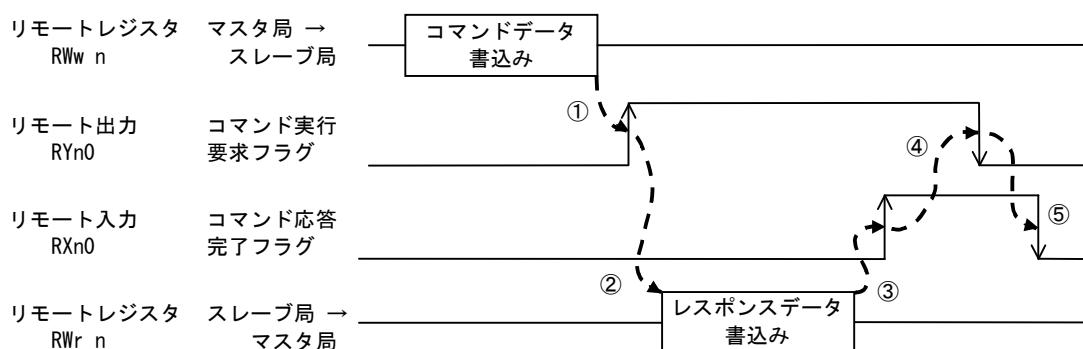 リモートレジスタ マスタ局 →
RWw n スレーブ局
コマンドデータ
書込み
①
リモート出力 コマンド実行
RYn0 要求フラグ
④
リモート入力 コマンド応答
RXn0 完了フラグ
⑤
②
③
リモートレジスタ スレーブ局 →
RWr n マスタ局
レスポンスデータ
書込み